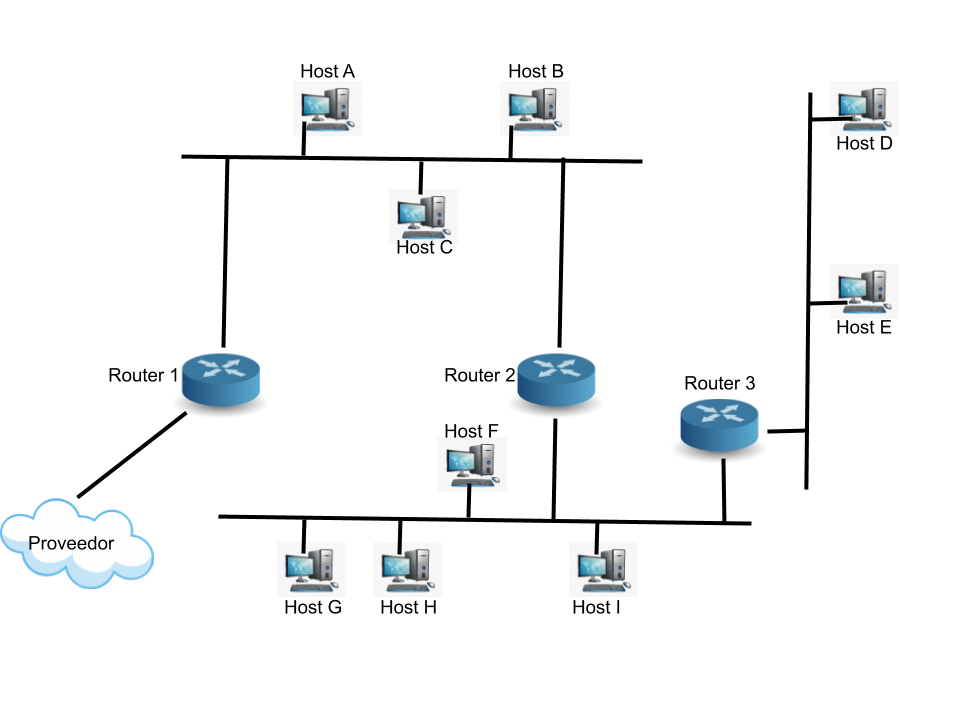 Host A
Host B
Host D
Host C
Host E
Router 1
Router 2
Router 3
Host F
Proveedor
Host G
Host H
Host I